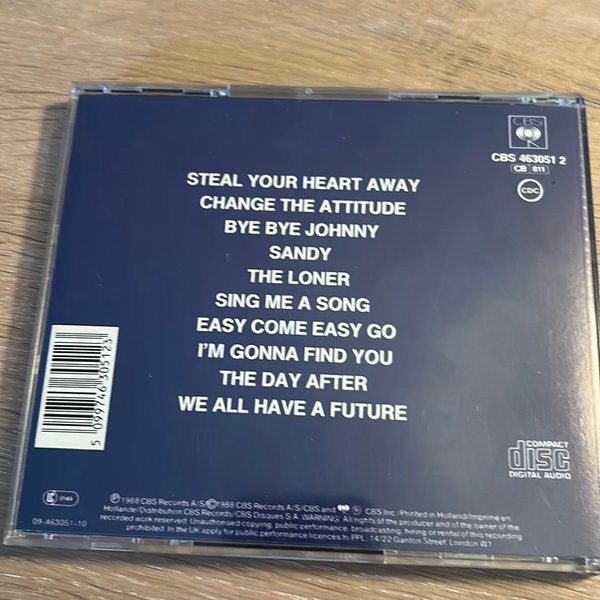 CBS
CBS 463051 2
CB 811
CDC
STEAL YOUR HEART AWAY
CHANGE THE ATTITUDE
BYE BYE JOHNNY
SANDY
THE LONER
SING ME A SONG
EASY COME EASY GO
I'M GONNA FIND YOU
THE DAY AFTER
WE ALL HAVE A FUTURE
5 099746 305123
COMPACT
disc
DIGITAL AUDIO
09-463051-10
℗ 1988 CBS Records A/S/© 1988 CBS Records A/S/CBS and ® CBS Inc./Printed in Holland/Imprimé en
Hollande/Distribution CBS Records/CBS Disques S.A. WARNING: All rights of the producer and of the owner of the
recorded work reserved. Unauthorised copying, public performance, broadcasting, hiring or rental of this recording
prohibited. In the UK apply for public performance licences to PPL, 14/22 Ganton Street, London W1